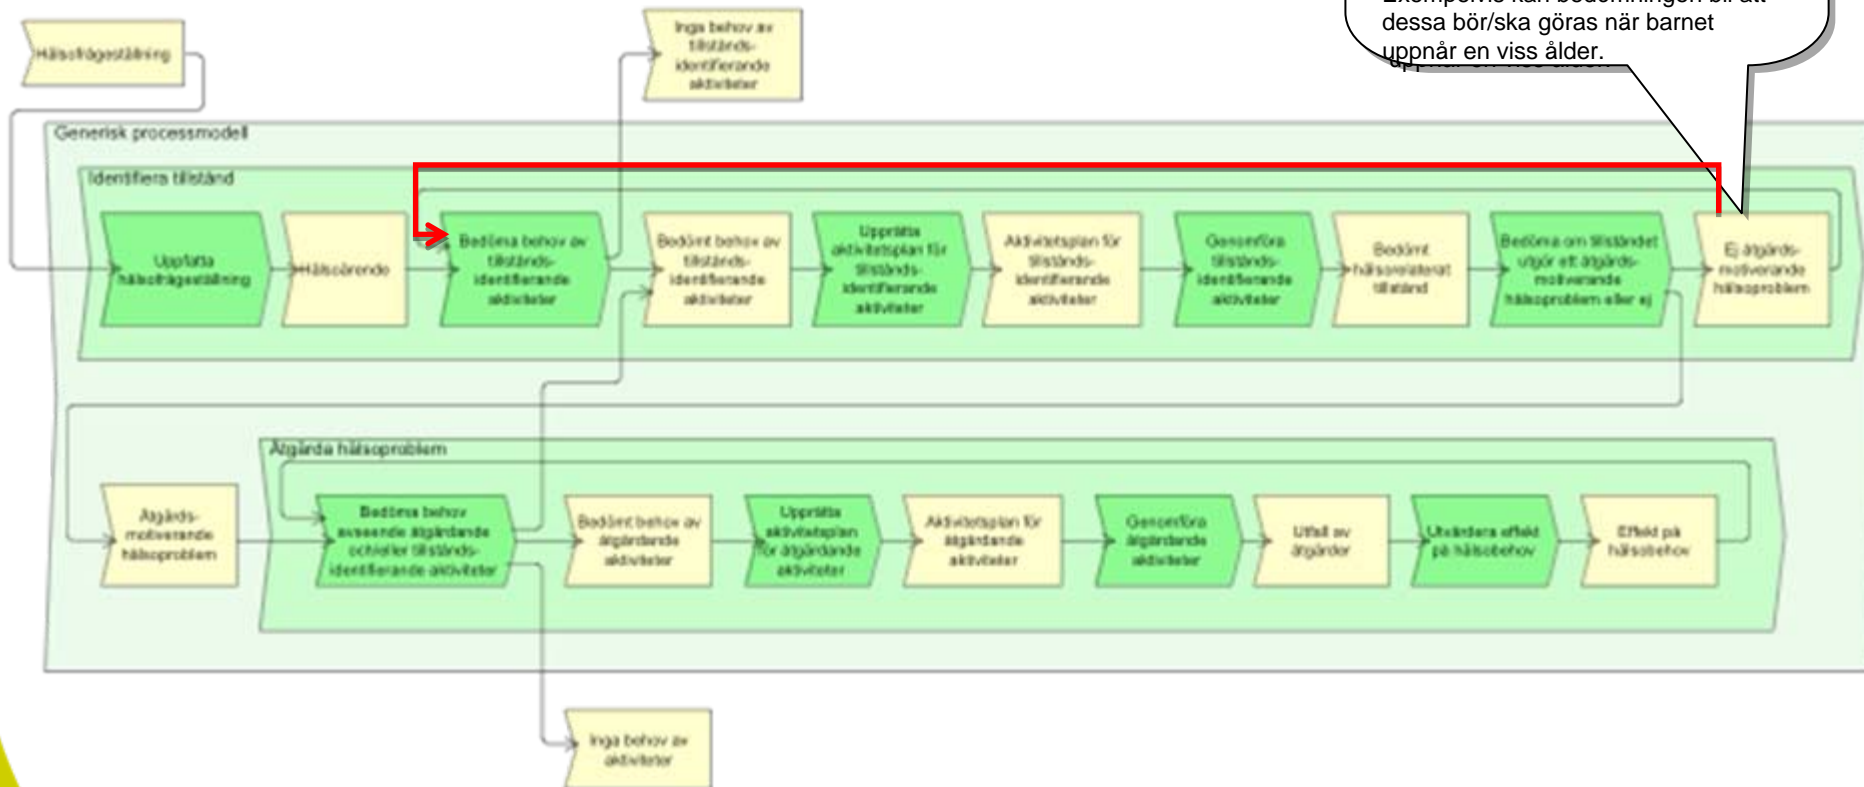 dessa bör/ska göras när barnet
uppnår en viss ålder.
Hälsofrågeställning
Inga behov av
tillstånds-
identifierande
aktiviteter
Generisk processmodell
Identifiera tillstånd
Uppfatta
hälsofrågeställning
Hälsoärende
Bedöma behov av
tillstånds-
identifierande
aktiviteter
Bedömt behov av
tillstånds-
identifierande
aktiviteter
Upprätta
aktivitetsplan för
tillstånds-
identifierande
aktiviteter
Aktivitetsplan för
tillstånds-
identifierande
aktiviteter
Genomföra
tillstånds-
identifierande
aktiviteter
Bedömt
hälsorelaterat
tillstånd
Bedöma om tillståndet
utgör ett åtgärds-
motiverande
hälsoproblem eller ej
Ej åtgärds-
motiverande
hälsoproblem
Åtgärda hälsoproblem
Åtgärds-
motiverande
hälsoproblem
Bedöma behov
avseende åtgärdande
och/eller tillstånds-
identifierande aktiviteter
Bedömt behov av
åtgärdande
aktiviteter
Upprätta
aktivitetsplan
för åtgärdande
aktiviteter
Aktivitetsplan för
åtgärdande
aktiviteter
Genomföra
åtgärdande
aktiviteter
Utfall av
åtgärder
Utvärdera effekt
på hälsobehov
Effekt på
hälsobehov
Inga behov av
aktiviteter